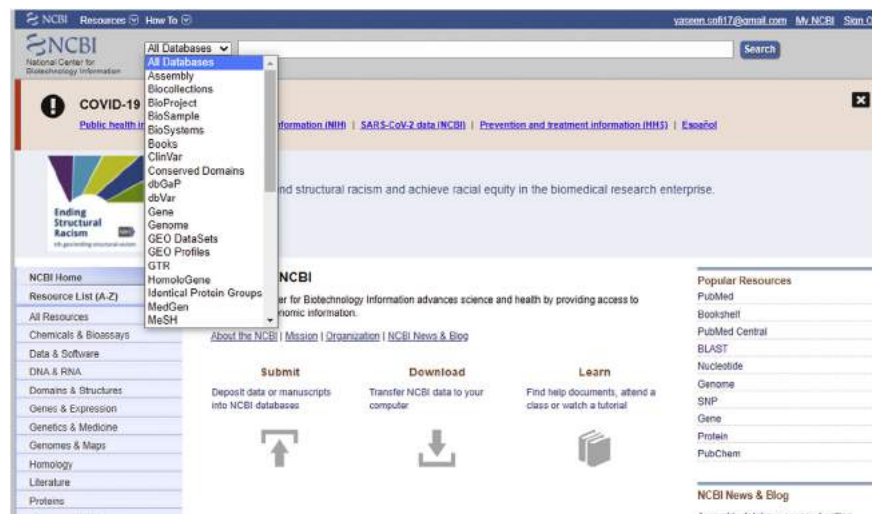 NCBI Resources How To yaseen.sofi17@gmail.com My NCBI Sign O
NCBI
National Center for
Biotechnology Information
All Databases
Search
All Databases
Assembly
Biocollections
BioProject
BioSample
BioSystems
Books
ClinVar
Conserved Domains
dbGaP
dbVar
Gene
Genome
GEO DataSets
GEO Profiles
GTR
HomoloGene
Identical Protein Groups
MedGen
MeSH
COVID-19
Public health in formation (NIH) | SARS-CoV-2 data (NCBI) | Prevention and treatment information (HHS) | Español
Ending
Structural
Racism
nd structural racism and achieve racial equity in the biomedical research enterprise.
NCBI Home
Resource List (A-Z)
All Resources
Chemicals & Bioassays
Data & Software
DNA & RNA
Domains & Structures
Genes & Expression
Genetics & Medicine
Genomes & Maps
Homology
Literature
Proteins
NCBI
er for Biotechnology Information advances science and health by providing access to
nomic information.
About the NCBI | Mission | Organization | NCBI News & Blog
Submit
Deposit data or manuscripts
into NCBI databases
Download
Transfer NCBI data to your
computer
Learn
Find help documents, attend a
class or watch a tutorial
Popular Resources
PubMed
Bookshelf
PubMed Central
BLAST
Nucleotide
Genome
SNP
Gene
Protein
PubChem
NCBI News & Blog